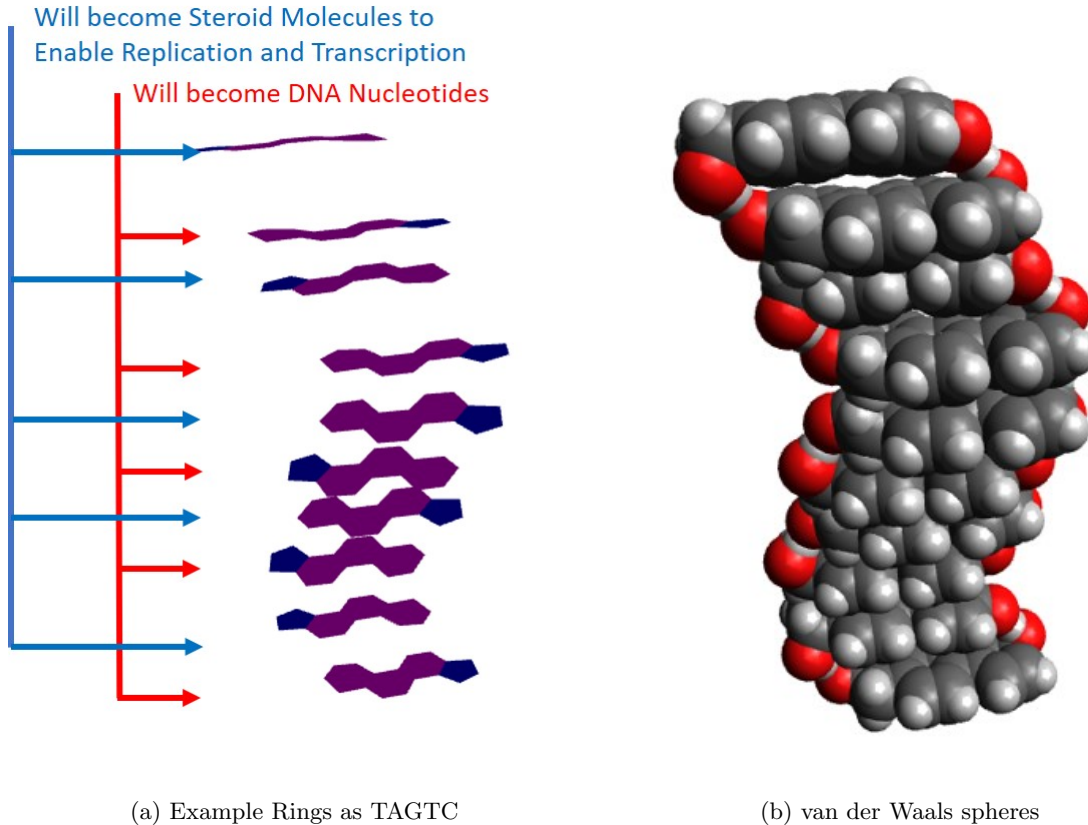 Will become Steroid Molecules to
Enable Replication and Transcription
Will become DNA Nucleotides
(a) Example Rings as TAGTC
(b) van der Waals spheres